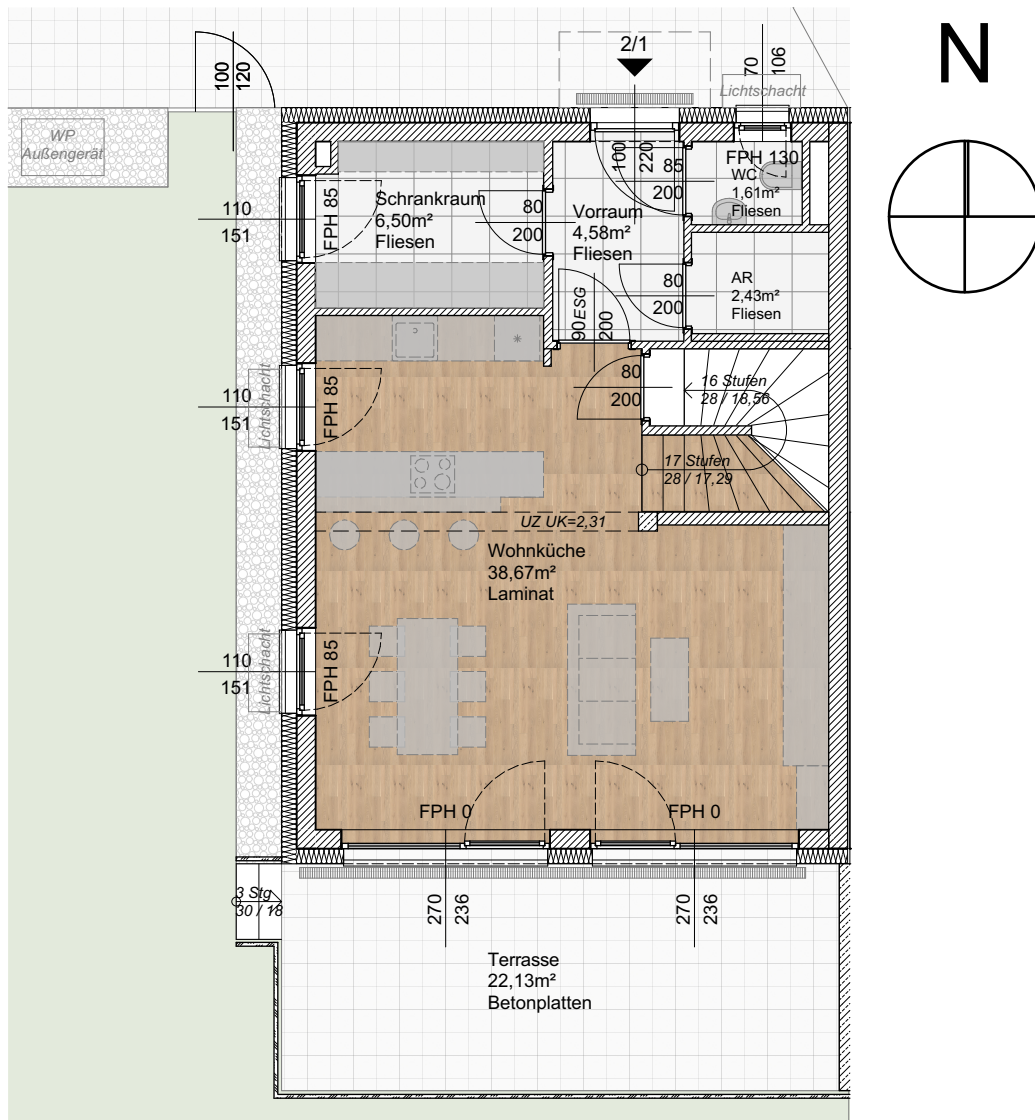 N
2/1
100
120
70
106
Lichtschacht
WP
Außengerät
100
220
85
200
FPH 130
WC
1,61m²
Fliesen
110
151
FPH 85
Schrankraum
6,50m²
Fliesen
80
200
Vorraum
4,58m²
Fliesen
80
200
AR
2,43m²
Fliesen
90 ESG
200
80
200
16 Stufen
28 / 18,56
110
151
Lichtschacht
FPH 85
17 Stufen
28 / 17,29
UZ UK=2,31
Wohnküche
38,67m²
Laminat
110
151
Lichtschacht
FPH 85
FPH 0
FPH 0
3 Stg
30 / 18
270
236
270
236
Terrasse
22,13m²
Betonplatten